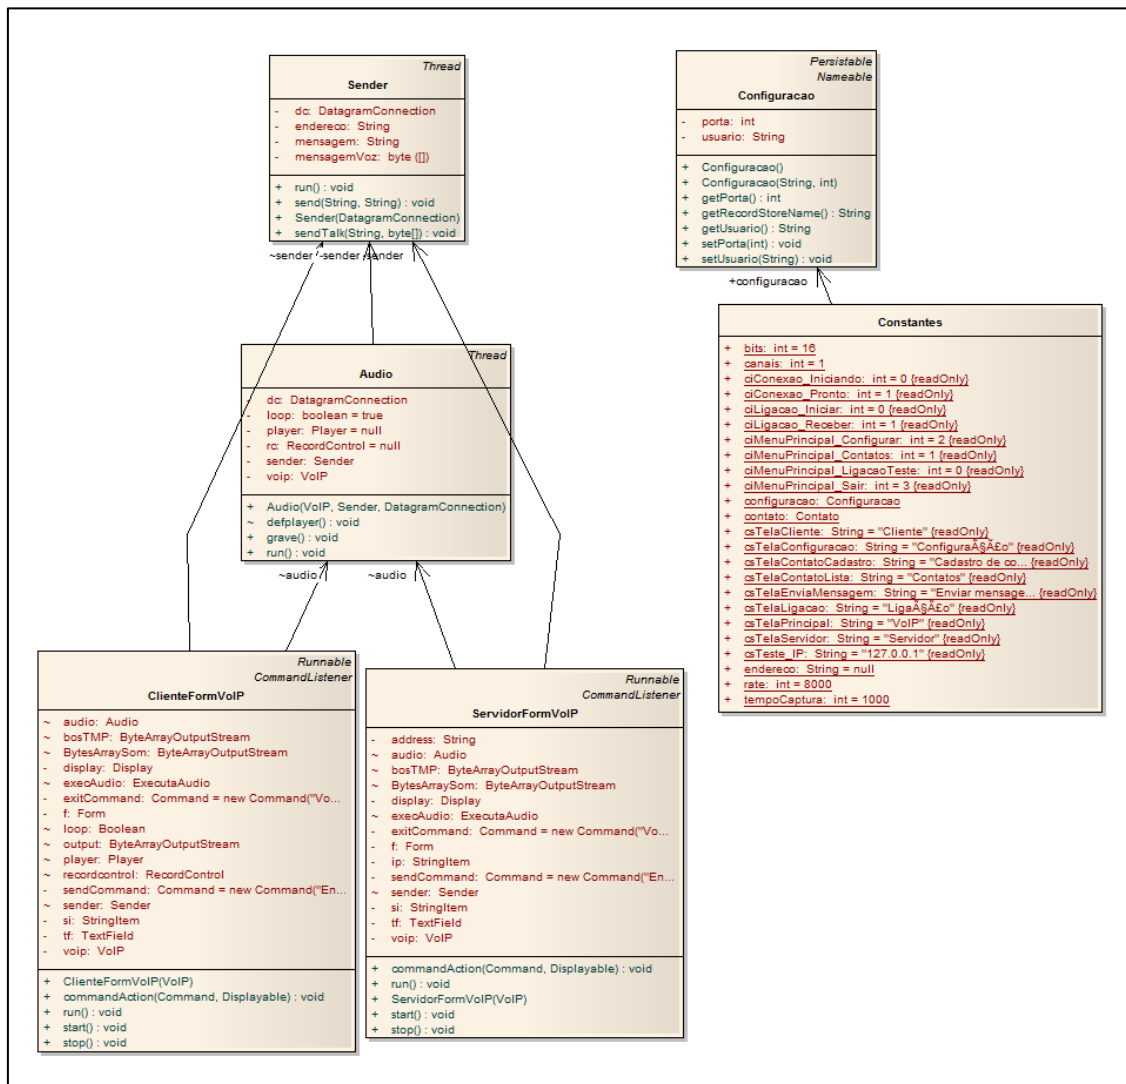 Thread
Sender
- dc: DatagramConnection
- endereco: String
- mensagem: String
- mensagemVoz: byte ([])
+ run() : void
+ send(String, String) : void
+ Sender(DatagramConnection)
+ sendTalk(String, byte[]) : void
~sender -sender -sender
Persistable
Nameable
Configuracao
- porta: int
- usuario: String
+ Configuracao()
+ Configuracao(String, int)
+ getPorta() : int
+ getRecordStoreName() : String
+ getUsuario() : String
+ setPorta(int) : void
+ setUsuario(String) : void
+configuracao
Thread
Audio
- dc: DatagramConnection
- loop: boolean = true
- player: Player = null
- rc: RecordControl = null
- sender: Sender
- voip: VoIP
+ Audio(VoIP, Sender, DatagramConnection)
~ defplayer() : void
+ grave() : void
+ run() : void
~audio ~audio
Constantes
+ bits: int = 16
+ canais: int = 1
+ ciConexao_Iniciando: int = 0 {readOnly}
+ ciConexao_Pronto: int = 1 {readOnly}
+ ciLigacao_Iniciar: int = 0 {readOnly}
+ ciLigacao_Receber: int = 1 {readOnly}
+ ciMenuPrincipal_Configurar: int = 2 {readOnly}
+ ciMenuPrincipal_Contatos: int = 1 {readOnly}
+ ciMenuPrincipal_LigacaoTeste: int = 0 {readOnly}
+ ciMenuPrincipal_Sair: int = 3 {readOnly}
+ configuracao: Configuracao
+ contato: Contato
+ csTelaCliente: String = "Cliente" {readOnly}
+ csTelaConfiguracao: String = "ConfiguraÃ§Ã£o" {readOnly}
+ csTelaContatoCadastro: String = "Cadastro de co... {readOnly}
+ csTelaContatoLista: String = "Contatos" {readOnly}
+ csTelaEnviaMensagem: String = "Enviar mensage... {readOnly}
+ csTelaLigacao: String = "LigaÃ§Ã£o" {readOnly}
+ csTelaPrincipal: String = "VoIP" {readOnly}
+ csTelaServidor: String = "Servidor" {readOnly}
+ csTeste_IP: String = "127.0.0.1" {readOnly}
+ endereco: String = null
+ rate: int = 8000
+ tempoCaptura: int = 1000
Runnable
CommandListener
ClienteFormVoIP
~ audio: Audio
~ bosTMP: ByteArrayOutputStream
~ BytesArraySom: ByteArrayOutputStream
- display: Display
~ execAudio: ExecutaAudio
- exitCommand: Command = new Command("Vo...
- f: Form
~ loop: Boolean
~ output: ByteArrayOutputStream
~ player: Player
~ recordcontrol: RecordControl
- sendCommand: Command = new Command("En...
~ sender: Sender
- si: StringItem
- tf: TextField
- voip: VoIP
+ ClienteFormVoIP(VoIP)
+ commandAction(Command, Displayable) : void
+ run() : void
+ start() : void
+ stop() : void
Runnable
CommandListener
ServidorFormVoIP
- address: String
~ audio: Audio
~ bosTMP: ByteArrayOutputStream
~ BytesArraySom: ByteArrayOutputStream
- display: Display
~ execAudio: ExecutaAudio
- exitCommand: Command = new Command("Vo...
- f: Form
- ip: StringItem
- sendCommand: Command = new Command("En...
~ sender: Sender
- si: StringItem
- tf: TextField
- voip: VoIP
+ commandAction(Command, Displayable) : void
+ run() : void
+ ServidorFormVoIP(VoIP)
+ start() : void
+ stop() : void